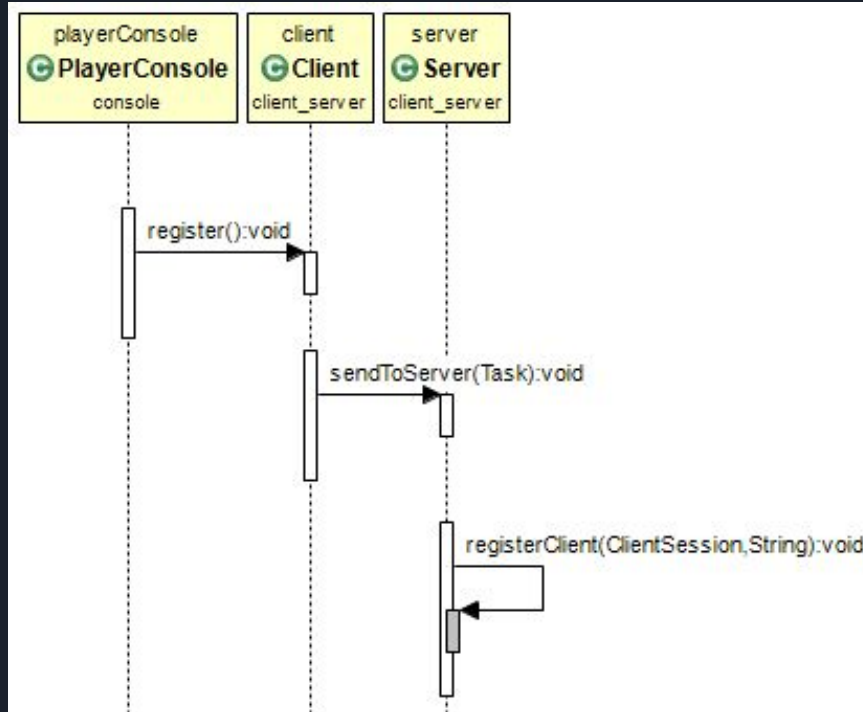 playerConsole
PlayerConsole
console
client
Client
client_server
server
Server
client_server
register():void
sendToServer(Task):void
registerClient(ClientSession,String):void